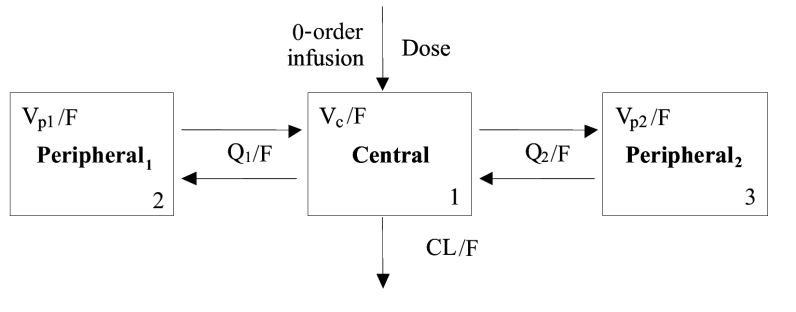 0-order
infusion
Dose
Vp1/F
Peripheral1
2
Q1/F
Vc/F
Central
1
Q2/F
Vp2/F
Peripheral2
3
CL/F